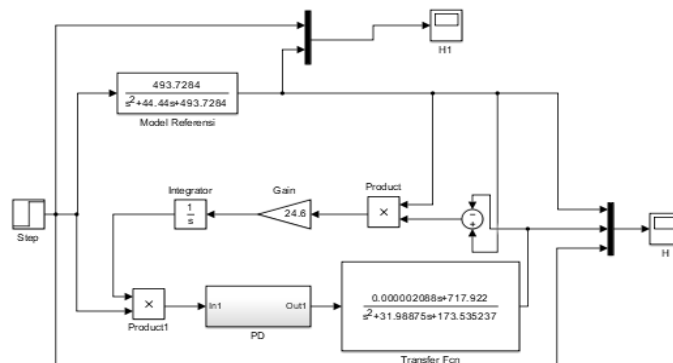 H1
493.7284
s²+44.44s+493.7284
Model Referensi
Integrator
Gain
Product
1
s
24.6
×
−
+
Step
H
×
In1
Out1
0.000002088s+717.922
s²+31.98875s+173.535237
Product1
PD
Transfer Fcn